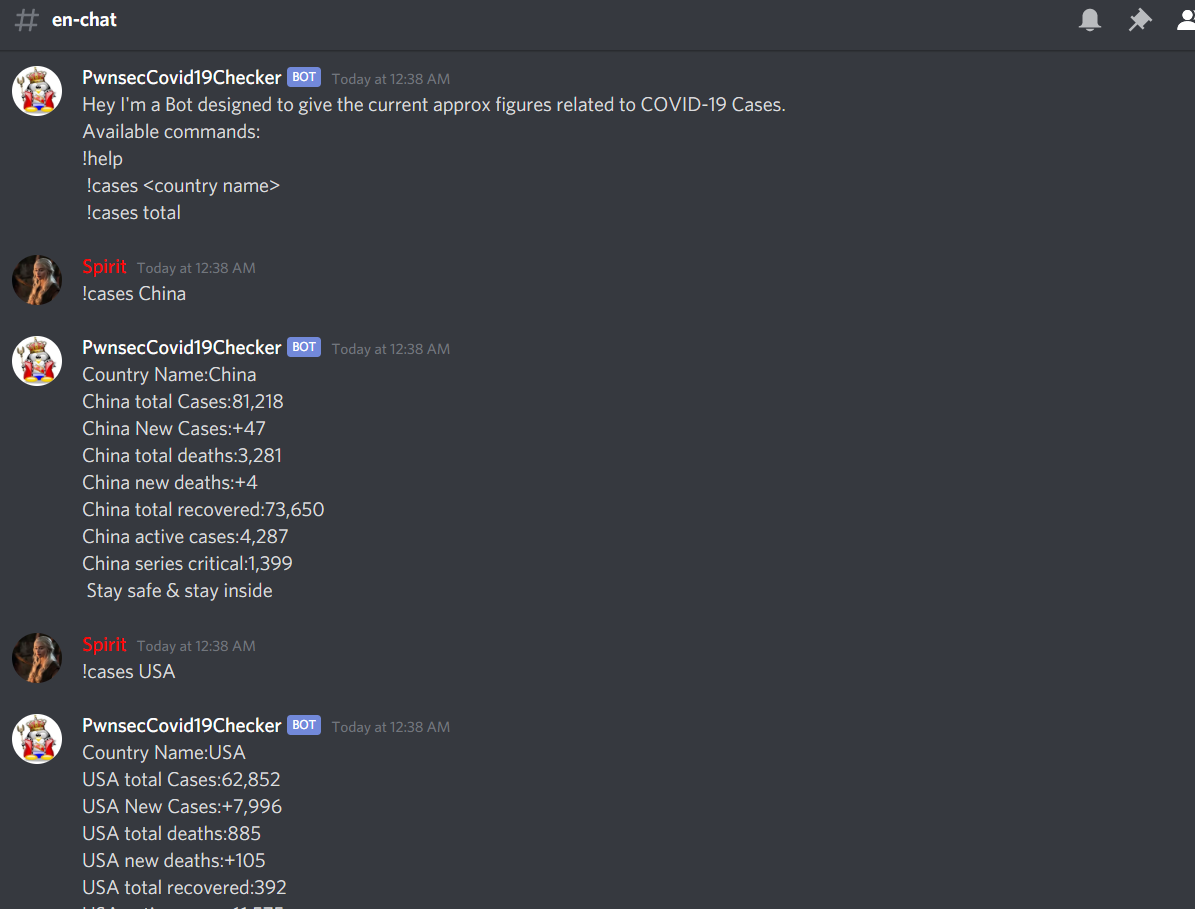 # en-chat
PwnsecCovid19Checker BOT Today at 12:38 AM
Hey I'm a Bot designed to give the current approx figures related to COVID-19 Cases.
Available commands:
!help
!cases <country name>
!cases total
Spirit Today at 12:38 AM
!cases China
PwnsecCovid19Checker BOT Today at 12:38 AM
Country Name:China
China total Cases:81,218
China New Cases:+47
China total deaths:3,281
China new deaths:+4
China total recovered:73,650
China active cases:4,287
China series critical:1,399
Stay safe & stay inside
Spirit Today at 12:38 AM
!cases USA
PwnsecCovid19Checker BOT Today at 12:38 AM
Country Name:USA
USA total Cases:62,852
USA New Cases:+7,996
USA total deaths:885
USA new deaths:+105
USA total recovered:392